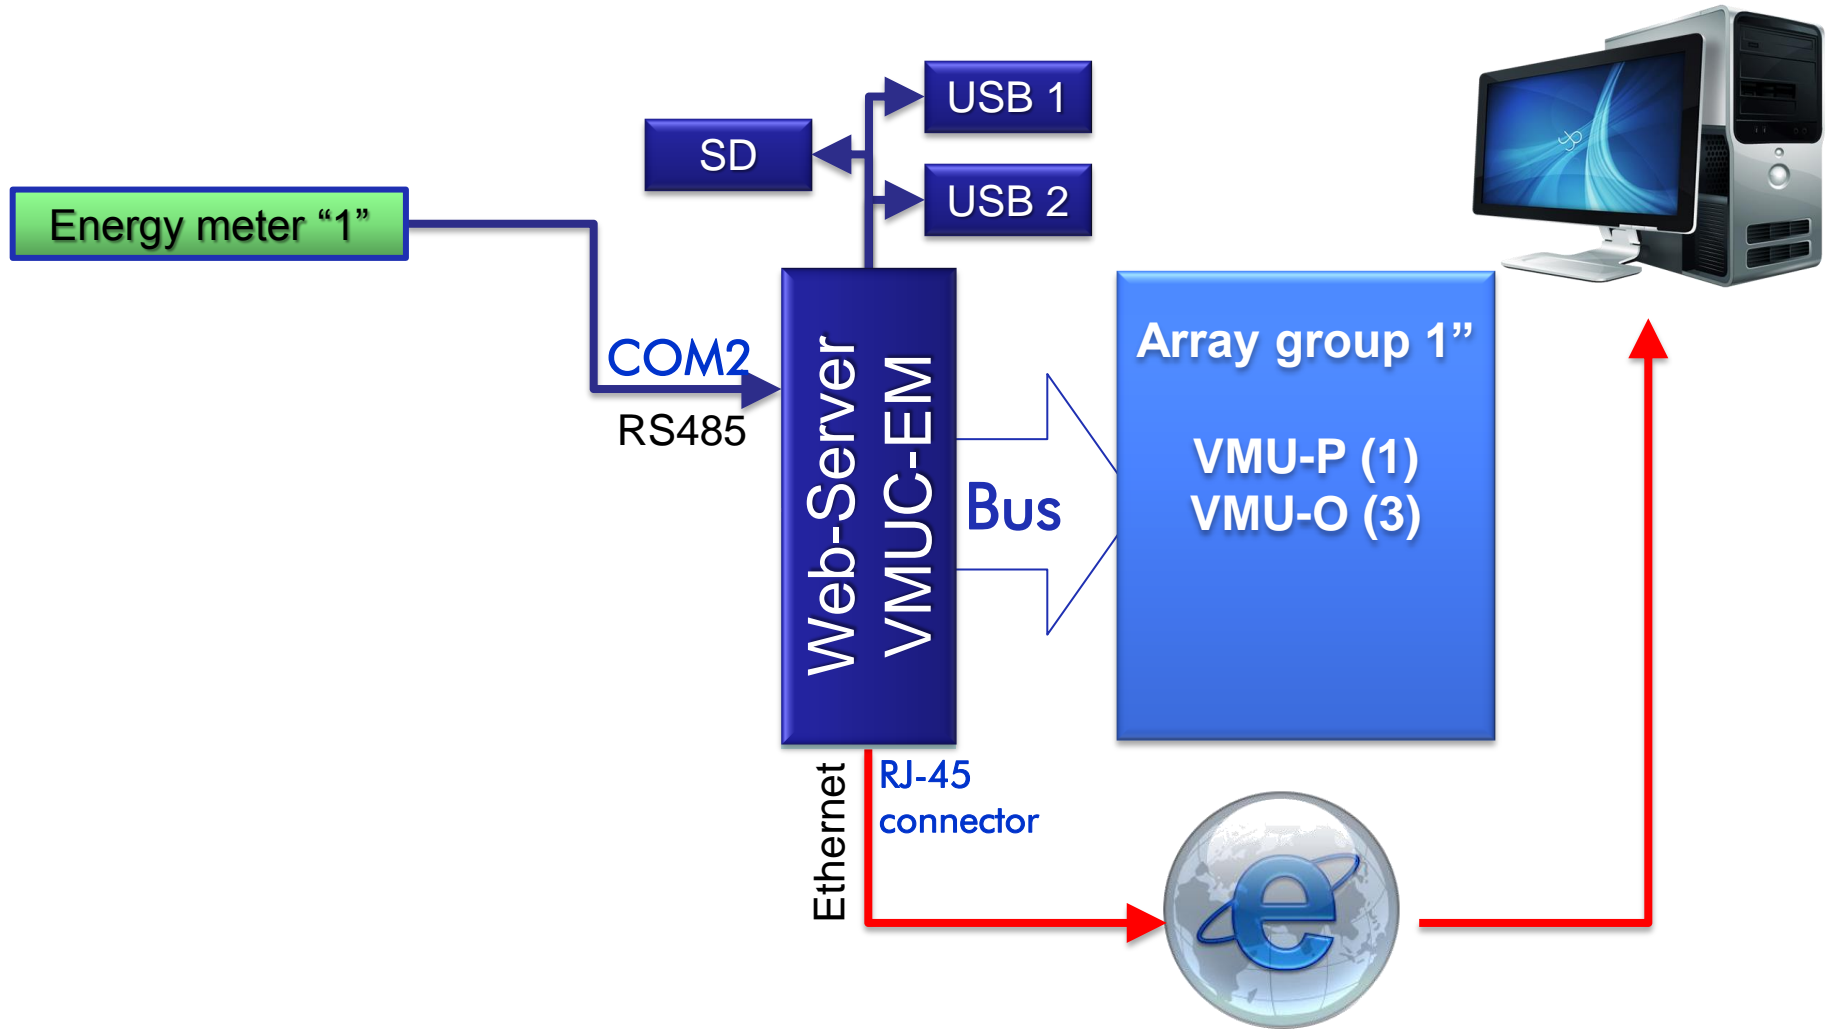 USB 1
SD
USB 2
Energy meter “1”
COM2
RS485
Web-Server
VMUC-EM
Bus
Array group 1”
VMU-P (1)
VMU-O (3)
Ethernet
RJ-45
connector
e